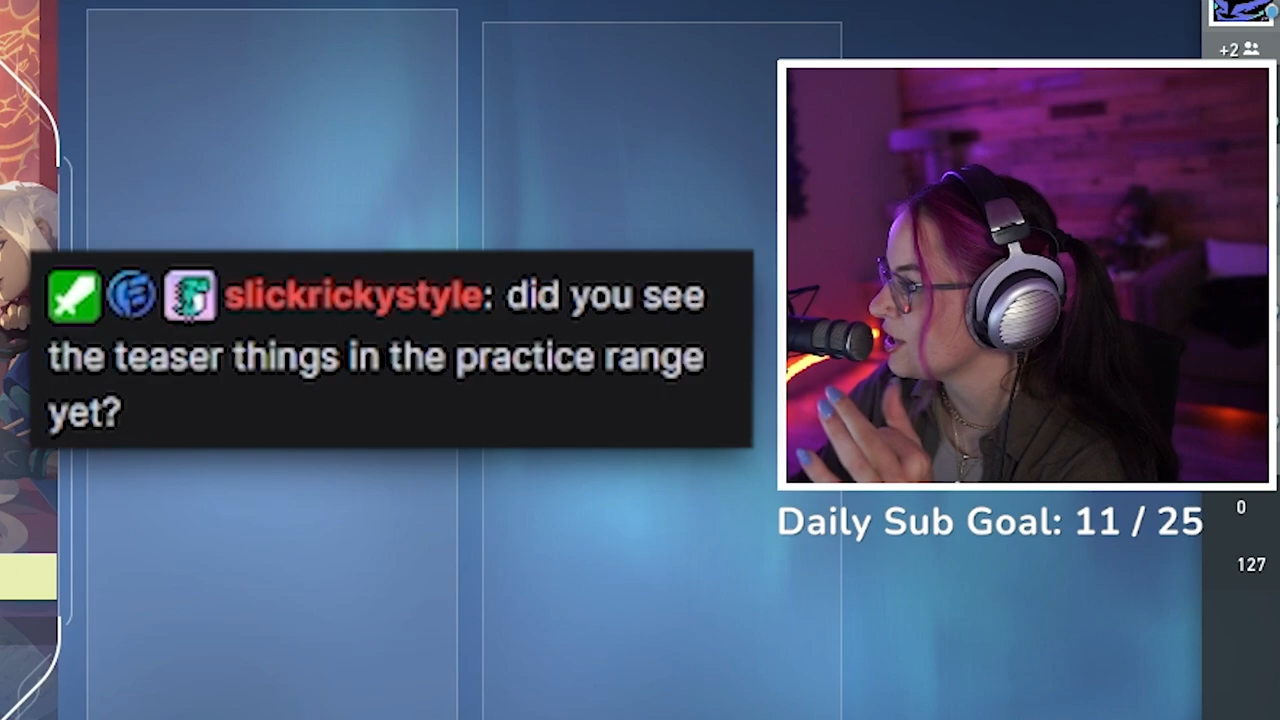 +2
slickrickystyle: did you see
the teaser things in the practice range
yet?
Daily Sub Goal: 11 / 25
0
127